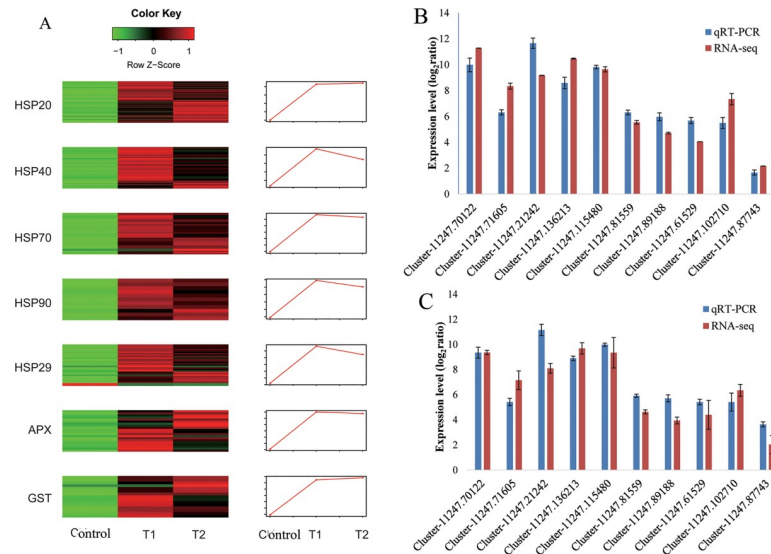 A
Color Key
−1 0 1
Row Z−Score
HSP20
HSP40
HSP70
HSP90
HSP29
APX
GST
Control T1 T2
Control T1 T2
B
Expression level (log2ratio)
14
12
10
8
6
4
2
0
qRT-PCR
RNA-seq
Cluster-11247.70122
Cluster-11247.71605
Cluster-11247.21242
Cluster-11247.136213
Cluster-11247.115480
Cluster-11247.81559
Cluster-11247.89188
Cluster-11247.61529
Cluster-11247.102710
Cluster-11247.87743
C
Expression level (log2ratio)
14
12
10
8
6
4
2
0
qRT-PCR
RNA-seq
Cluster-11247.70122
Cluster-11247.71605
Cluster-11247.21242
Cluster-11247.136213
Cluster-11247.115480
Cluster-11247.81559
Cluster-11247.89188
Cluster-11247.61529
Cluster-11247.102710
Cluster-11247.87743